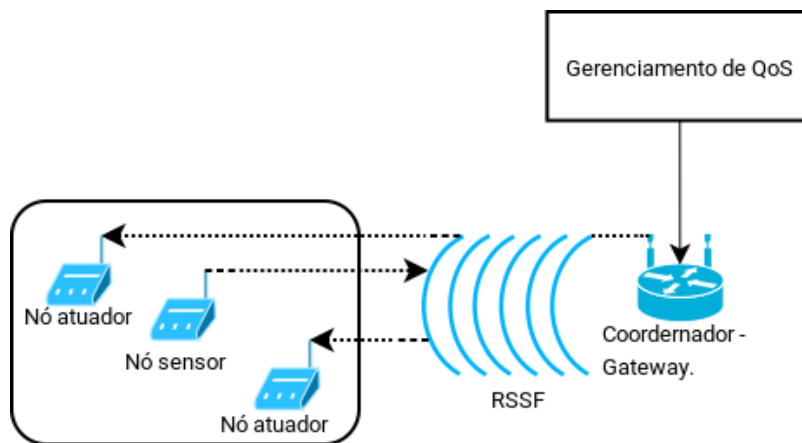 Gerenciamento de QoS
Nó atuador
Nó sensor
Nó atuador
RSSF
Coordernador -
Gateway.